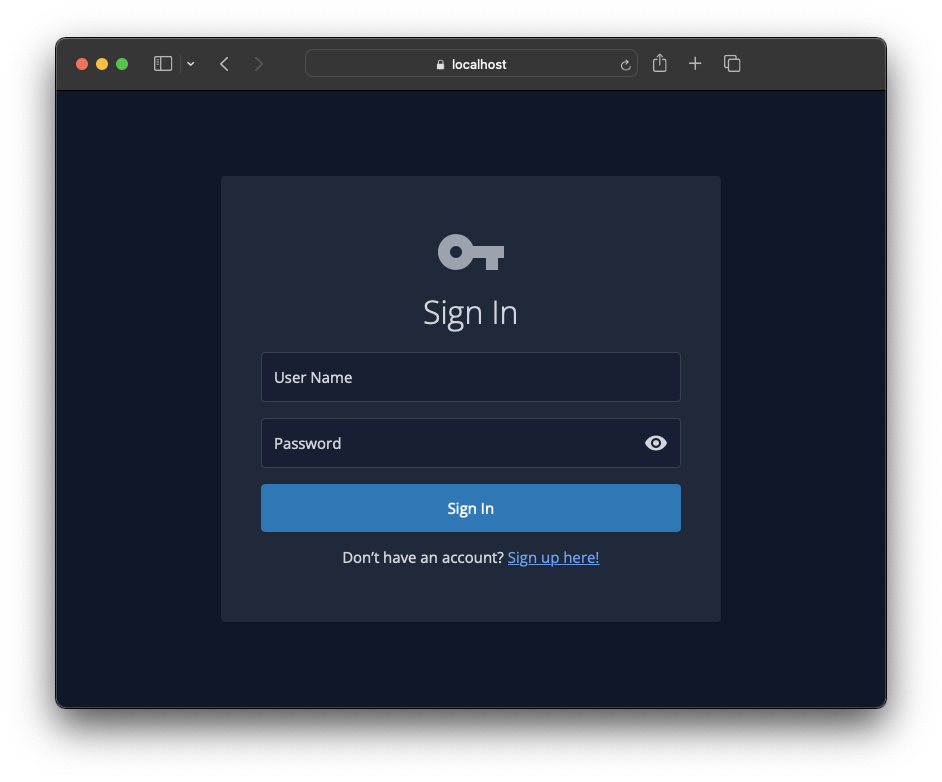 localhost
Sign In
User Name
Password
Sign In
Don’t have an account? Sign up here!